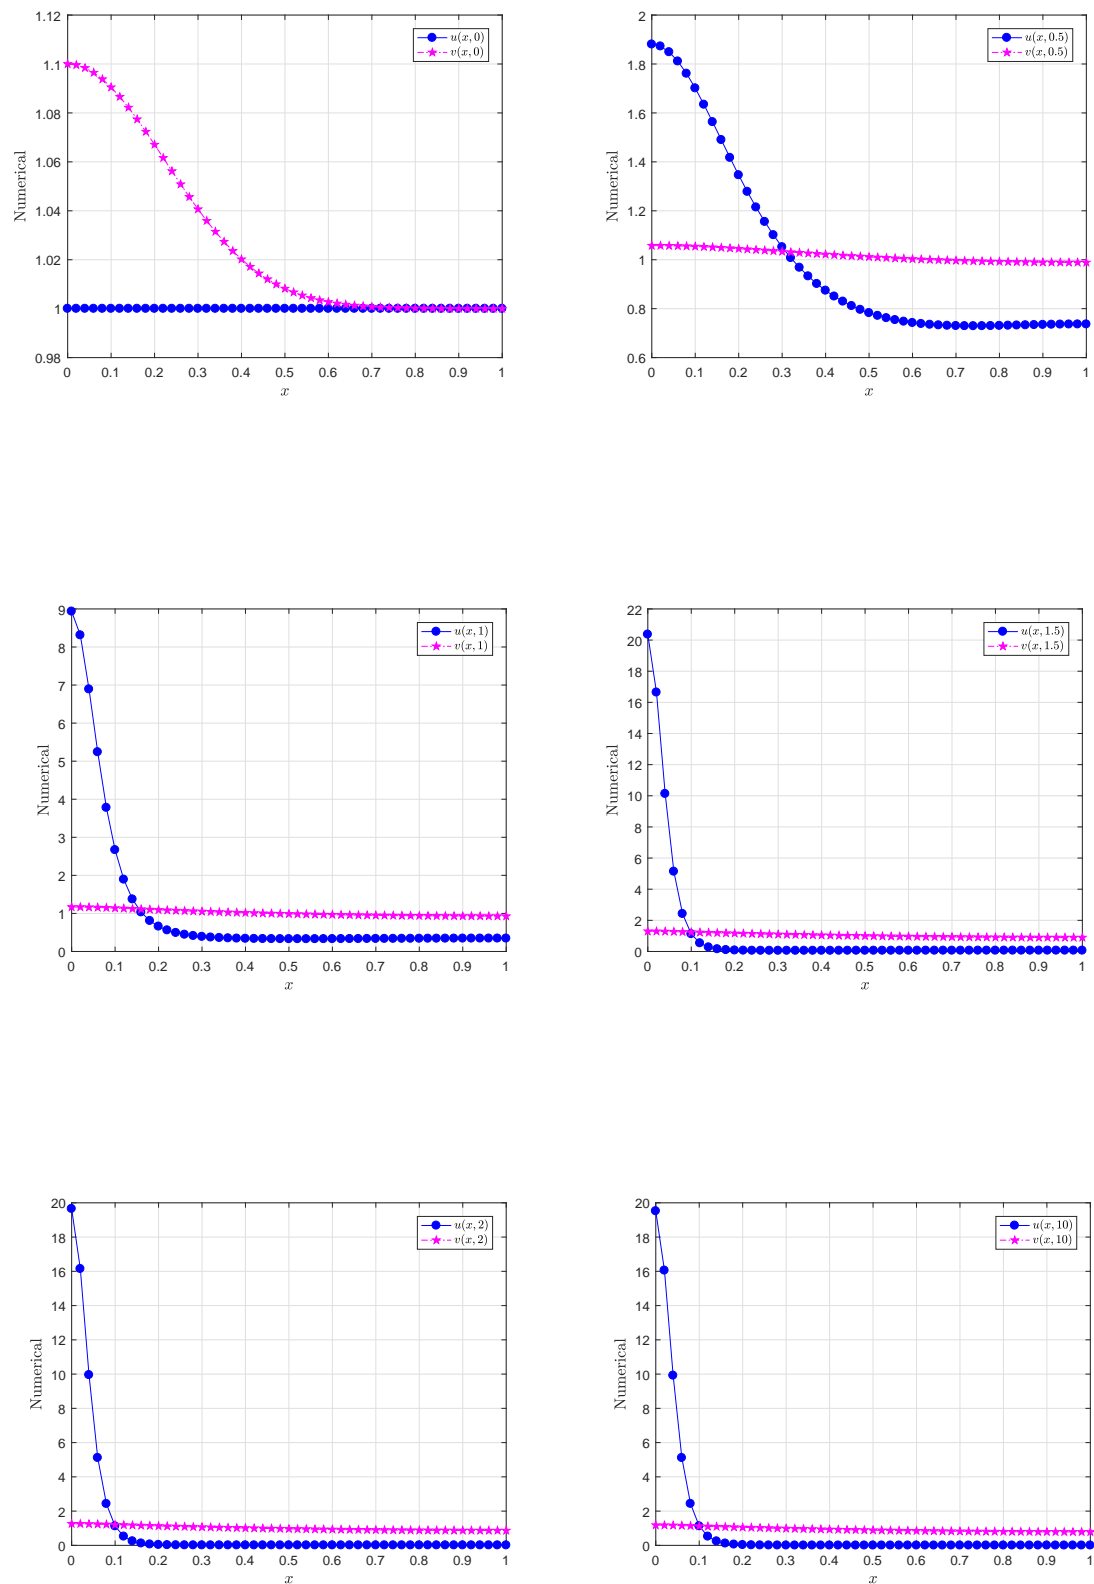 1.12
1.1
1.08
1.06
1.04
1.02
1
0.98
Numerical
0 0.1 0.2 0.3 0.4 0.5 0.6 0.7 0.8 0.9 1
x
u(x, 0)
v(x, 0)
2
1.8
1.6
1.4
1.2
1
0.8
0.6
Numerical
0 0.1 0.2 0.3 0.4 0.5 0.6 0.7 0.8 0.9 1
x
u(x, 0.5)
v(x, 0.5)
9
8
7
6
5
4
3
2
1
0
Numerical
0 0.1 0.2 0.3 0.4 0.5 0.6 0.7 0.8 0.9 1
x
u(x, 1)
v(x, 1)
22
20
18
16
14
12
10
8
6
4
2
0
Numerical
0 0.1 0.2 0.3 0.4 0.5 0.6 0.7 0.8 0.9 1
x
u(x, 1.5)
v(x, 1.5)
20
18
16
14
12
10
8
6
4
2
0
Numerical
0 0.1 0.2 0.3 0.4 0.5 0.6 0.7 0.8 0.9 1
x
u(x, 2)
v(x, 2)
20
18
16
14
12
10
8
6
4
2
0
Numerical
0 0.1 0.2 0.3 0.4 0.5 0.6 0.7 0.8 0.9 1
x
u(x, 10)
v(x, 10)